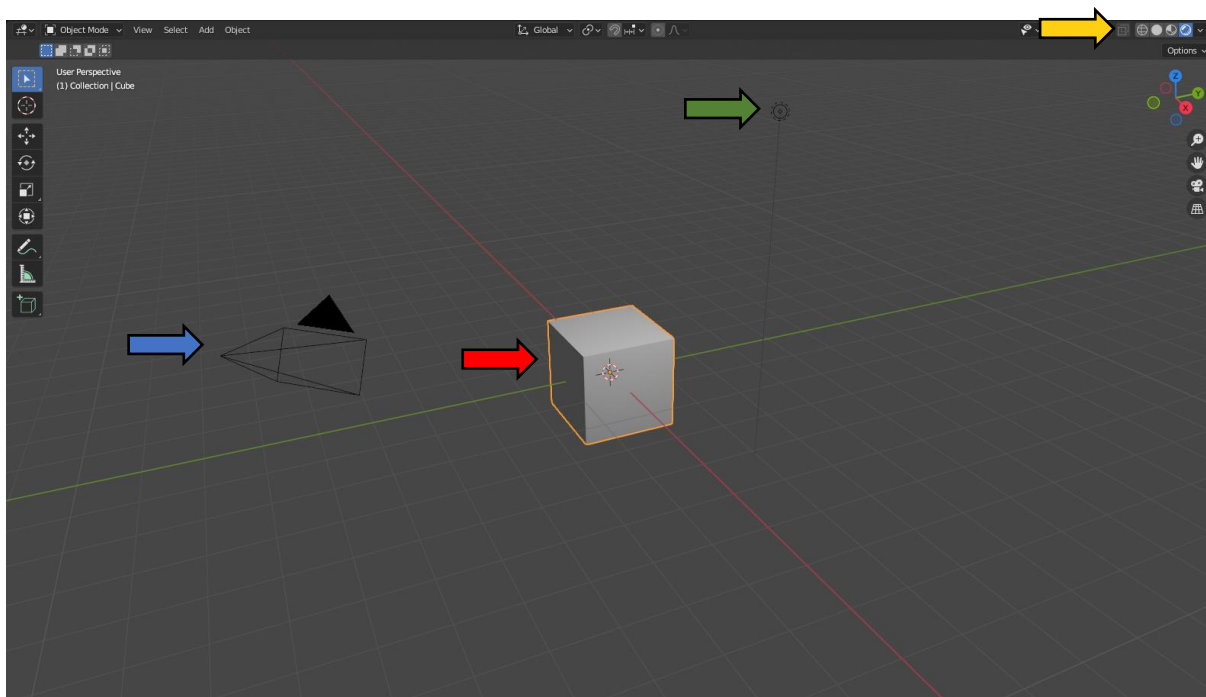 Object Mode View Select Add Object Global
Options
User Perspective
(1) Collection | Cube
Z
Y
X